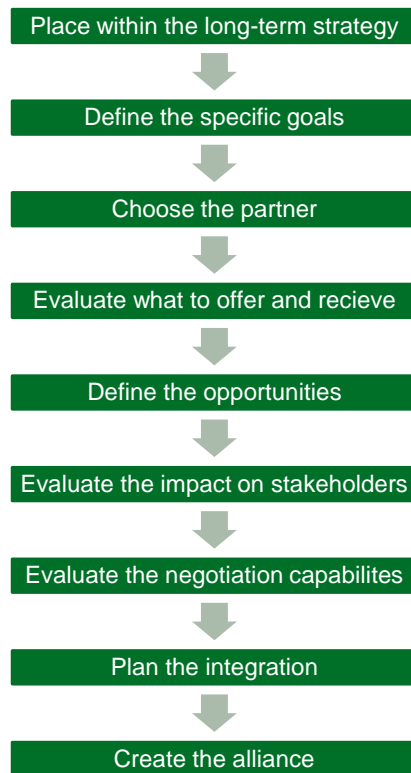 Place within the long-term strategy
Define the specific goals
Choose the partner
Evaluate what to offer and recieve
Define the opportunities
Evaluate the impact on stakeholders
Evaluate the negotiation capabilites
Plan the integration
Create the alliance